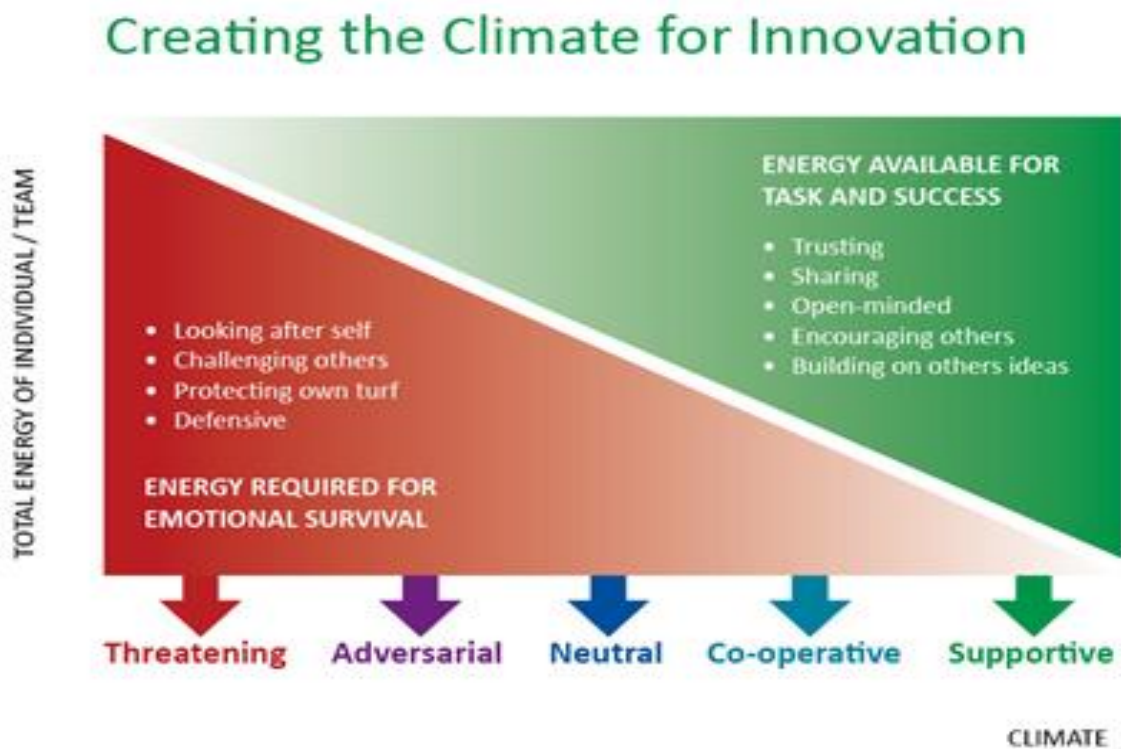 Creating the Climate for Innovation
TOTAL ENERGY OF INDIVIDUAL / TEAM
ENERGY AVAILABLE FOR
TASK AND SUCCESS
• Trusting
• Sharing
• Open-minded
• Encouraging others
• Building on others ideas
• Looking after self
• Challenging others
• Protecting own turf
• Defensive
ENERGY REQUIRED FOR
EMOTIONAL SURVIVAL
Threatening Adversarial Neutral Co-operative Supportive
CLIMATE